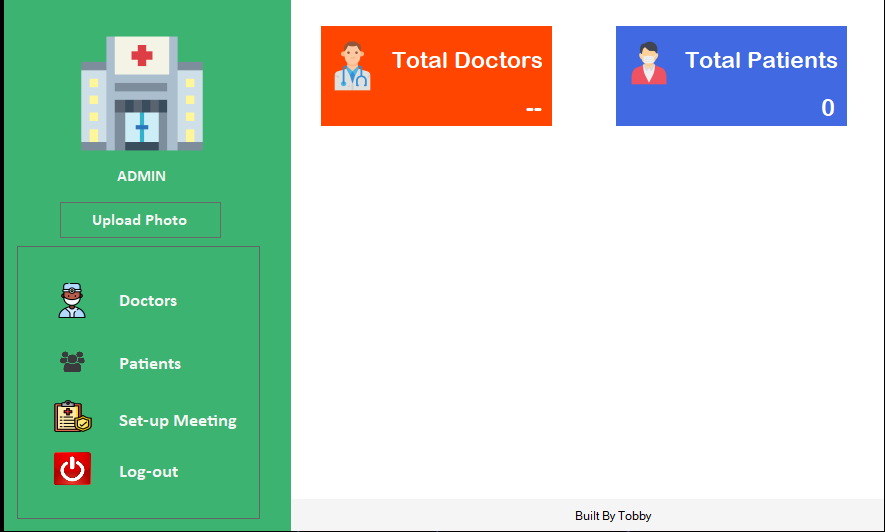 ADMIN
Upload Photo
Doctors
Patients
Set-up Meeting
Log-out
Total Doctors
--
Total Patients
0
Built By Tobby